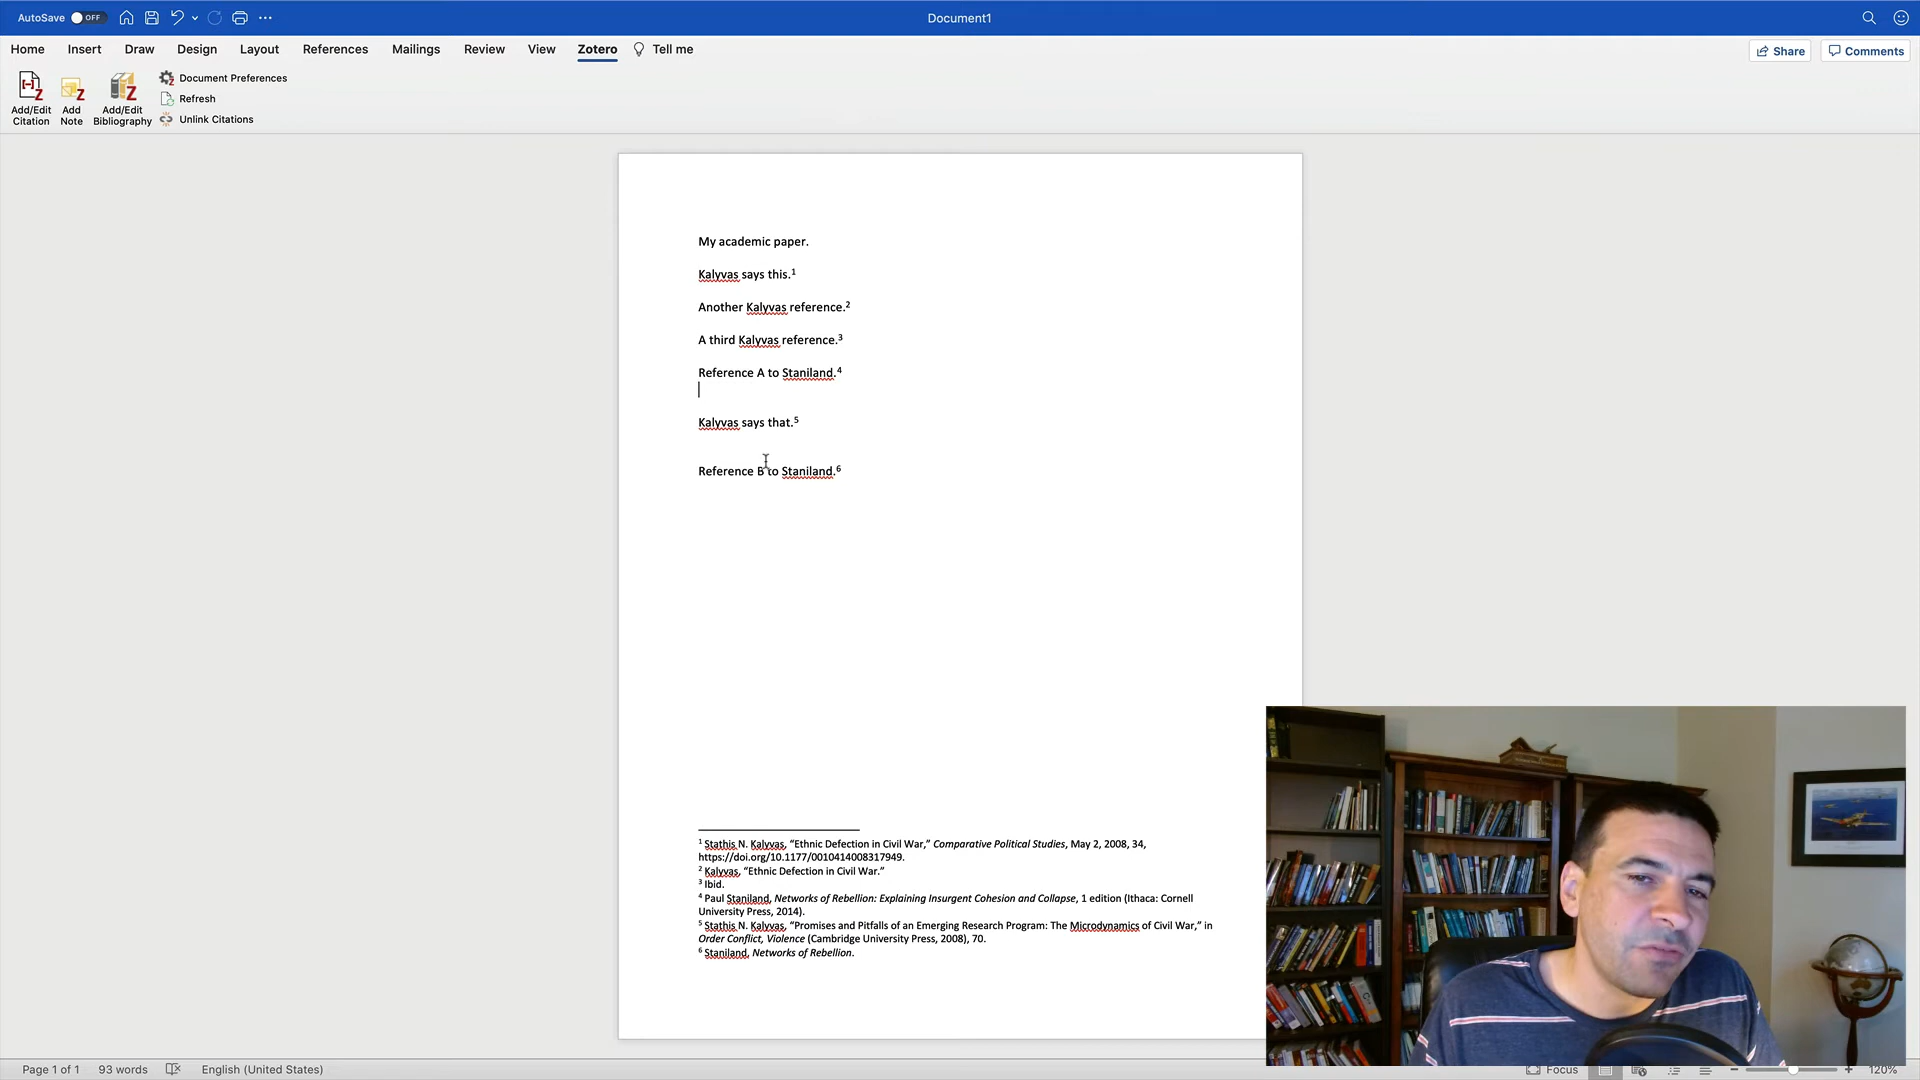 AutoSave OFF
Document1
Home Insert Draw Design Layout References Mailings Review View Zotero Tell me
Share Comments
Add/Edit Citation
Add Note
Add/Edit Bibliography
Document Preferences
Refresh
Unlink Citations
My academic paper.
Kalyvas says this.1
Another Kalyvas reference.2
A third Kalyvas reference.3
Reference A to Staniland.4
Kalyvas says that.5
Reference B to Staniland.6
1 Stathis N. Kalyvas, “Ethnic Defection in Civil War,” Comparative Political Studies, May 2, 2008, 34,
https://doi.org/10.1177/0010414008317949.
2 Kalyvas, “Ethnic Defection in Civil War.”
3 Ibid.
4 Paul Staniland, Networks of Rebellion: Explaining Insurgent Cohesion and Collapse, 1 edition (Ithaca: Cornell
University Press, 2014).
5 Stathis N. Kalyvas, “Promises and Pitfalls of an Emerging Research Program: The Microdynamics of Civil War,” in
Order Conflict, Violence (Cambridge University Press, 2008), 70.
6 Staniland, Networks of Rebellion.
Page 1 of 1 93 words English (United States) Focus 120%